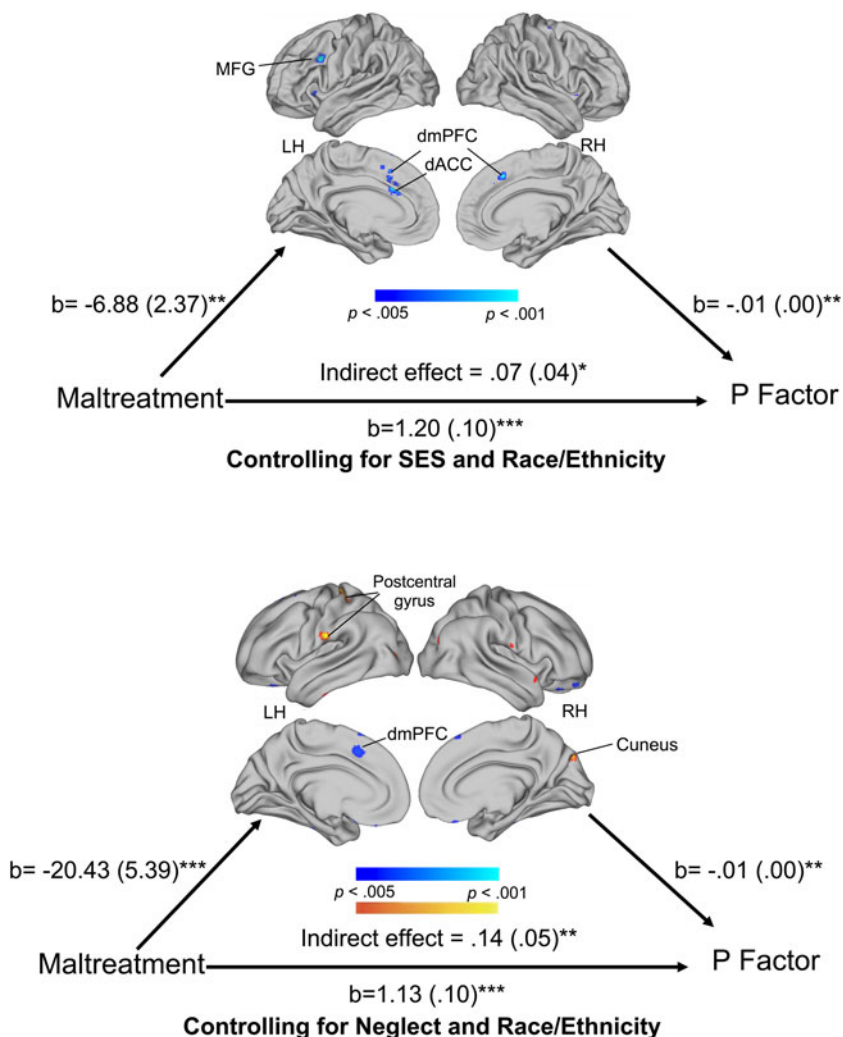 MFG
dmPFC
LH
RH
dACC
b= -6.88 (2.37)**
b= -.01 (.00)**
p < .005
p < .001
Indirect effect = .07 (.04)*
Maltreatment
P Factor
b=1.20 (.10)***
Controlling for SES and Race/Ethnicity
Postcentral
gyrus
LH
RH
dmPFC
Cuneus
b= -20.43 (5.39)***
b= -.01 (.00)**
p < .005
p < .001
Indirect effect = .14 (.05)**
Maltreatment
P Factor
b=1.13 (.10)***
Controlling for Neglect and Race/Ethnicity